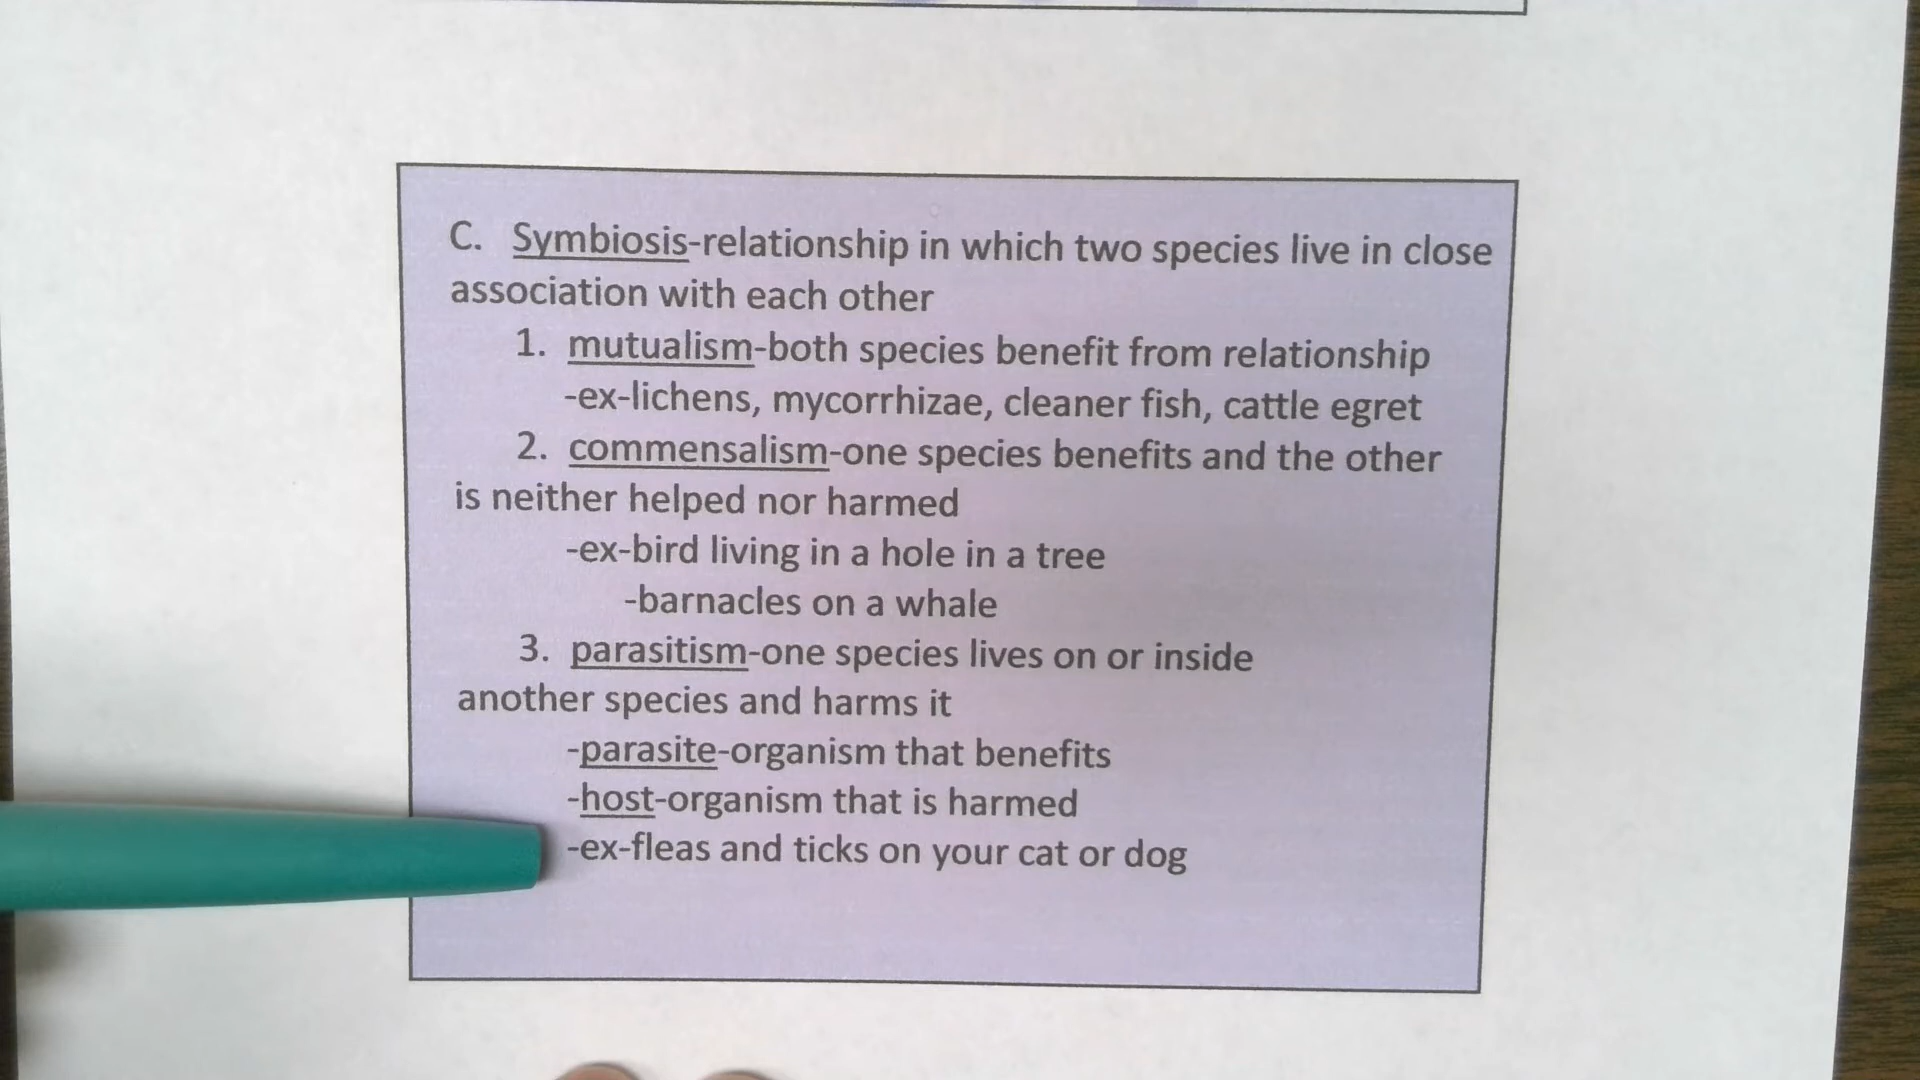 C. Symbiosis-relationship in which two species live in close
association with each other
1. mutualism-both species benefit from relationship
-ex-lichens, mycorrhizae, cleaner fish, cattle egret
2. commensalism-one species benefits and the other
is neither helped nor harmed
-ex-bird living in a hole in a tree
-barnacles on a whale
3. parasitism-one species lives on or inside
another species and harms it
-parasite-organism that benefits
-host-organism that is harmed
-ex-fleas and ticks on your cat or dog